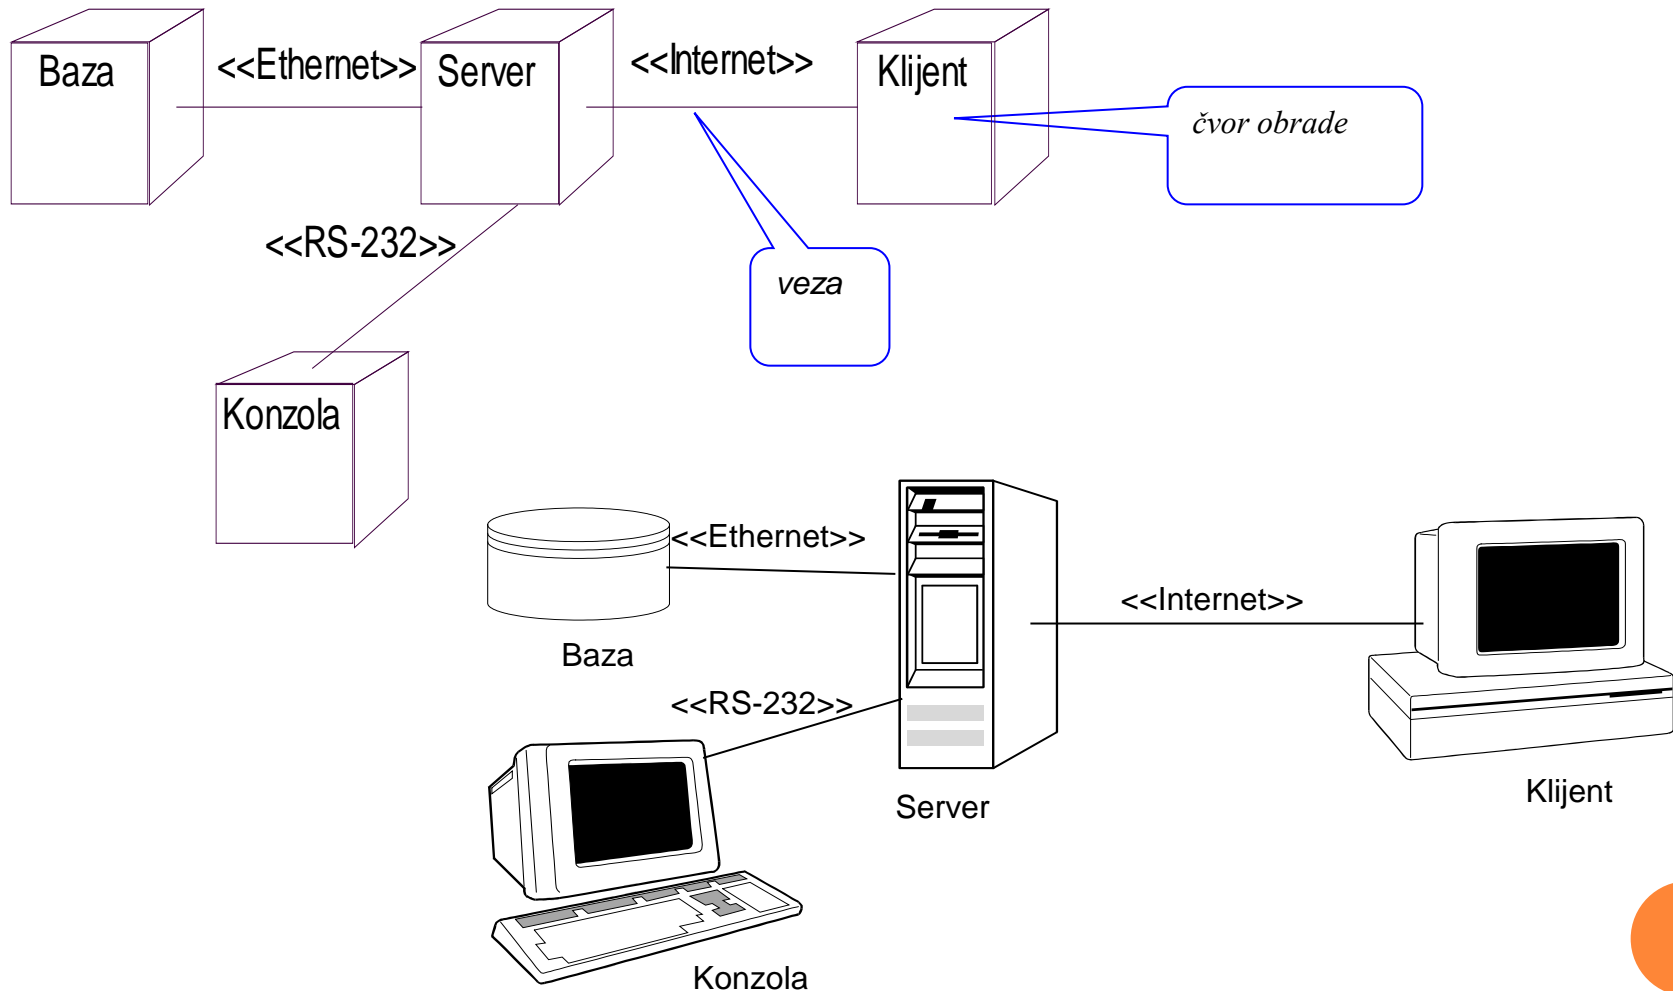 Baza
<<Ethernet>>
Server
<<Internet>>
Klijent
čvor obrade
<<RS-232>>
veza
Konzola
<<Ethernet>>
<<Internet>>
Baza
<<RS-232>>
Server
Klijent
Konzola